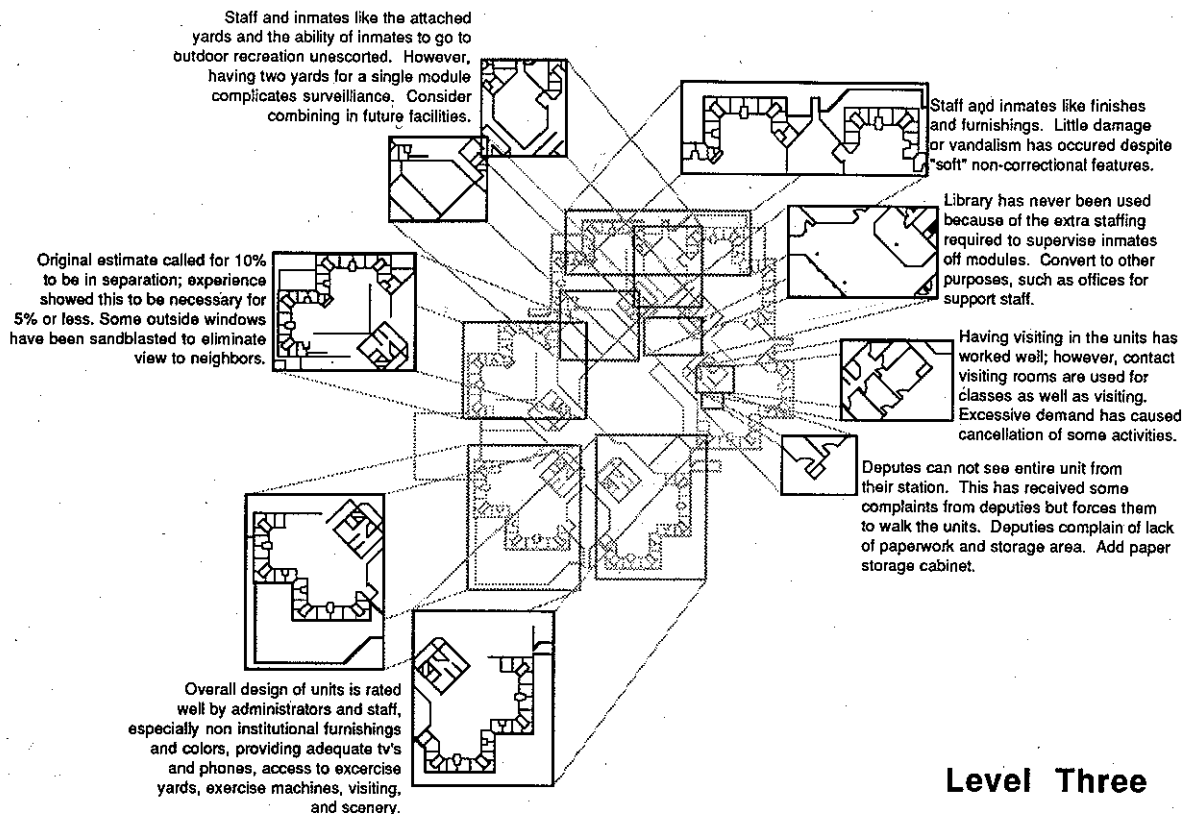 Staff and inmates like the attached
yards and the ability of inmates to go to
outdoor recreation unescorted. However,
having two yards for a single module
complicates surveillance. Consider
combining in future facilities.
Staff and inmates like finishes
and furnishings. Little damage
or vandalism has occured despite
"soft" non-correctional features.
Library has never been used
because of the extra staffing
required to supervise inmates
off modules. Convert to other
purposes, such as offices for
support staff.
Original estimate called for 10%
to be in separation; experience
showed this to be necessary for
5% or less. Some outside windows
have been sandblasted to eliminate
view to neighbors.
Having visiting in the units has
worked well; however, contact
visiting rooms are used for
classes as well as visiting.
Excessive demand has caused
cancellation of some activities.
Deputes can not see entire unit from
their station. This has received some
complaints from deputies but forces them
to walk the units. Deputies complain of lack
of paperwork and storage area. Add paper
storage cabinet.
Overall design of units is rated
well by administrators and staff,
especially non institutional furnishings
and colors, providing adequate tv's
and phones, access to excercise
yards, exercise machines, visiting,
and scenery.
Level Three